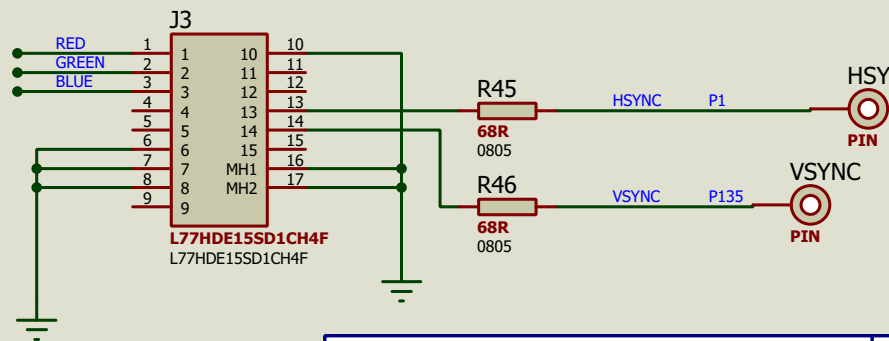 J3
RED 1 1 10 10
GREEN 2 2 11 11
BLUE 3 3 12 12
4 4 13 13
5 5 14 14
6 6 15 15
7 7 MH1 16
8 8 MH2 17
9 9
L77HDE15SD1CH4F
L77HDE15SD1CH4F
R45
68R
0805
HSYNC P1
HSY
PIN
R46
68R
0805
VSYNC P135
VSYNC
PIN